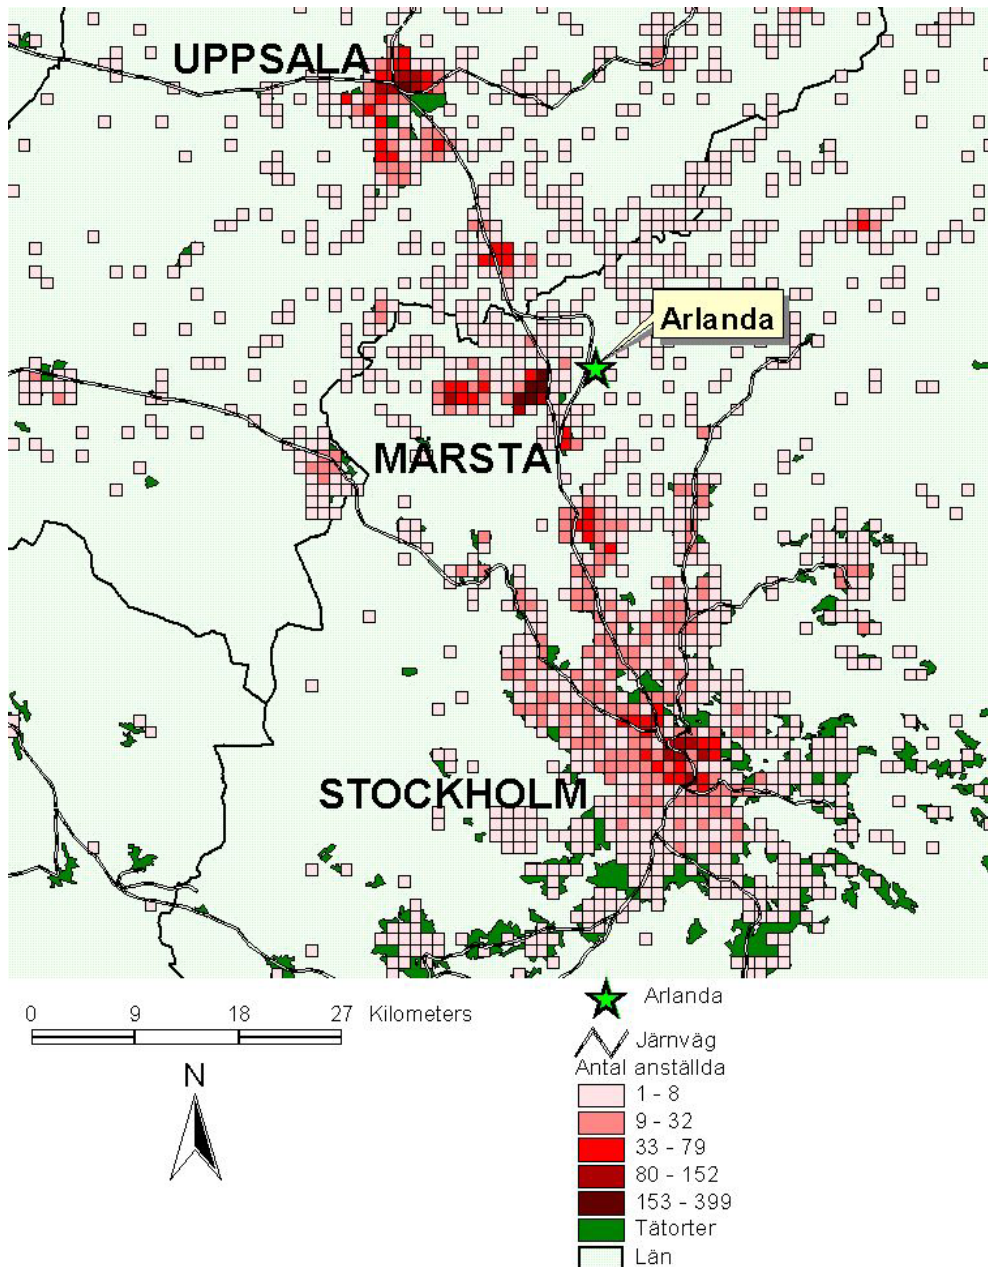 UPPSALA
Arlanda
MÄRSTA
STOCKHOLM
0 9 18 27 Kilometers
N
Arlanda
Järnväg
Antal anställda
1 - 8
9 - 32
33 - 79
80 - 152
153 - 399
Tätorter
Län